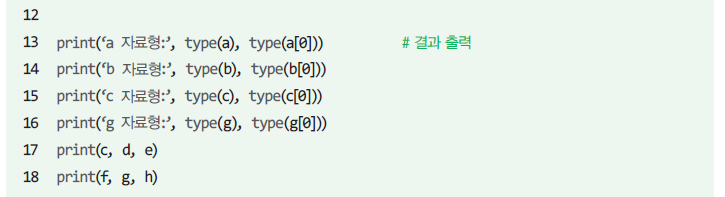 12
13 print(‘a 자료형:’, type(a), type(a[0])) # 결과 출력
14 print(‘b 자료형:’, type(b), type(b[0]))
15 print(‘c 자료형:’, type(c), type(c[0]))
16 print(‘g 자료형:’, type(g), type(g[0]))
17 print(c, d, e)
18 print(f, g, h)